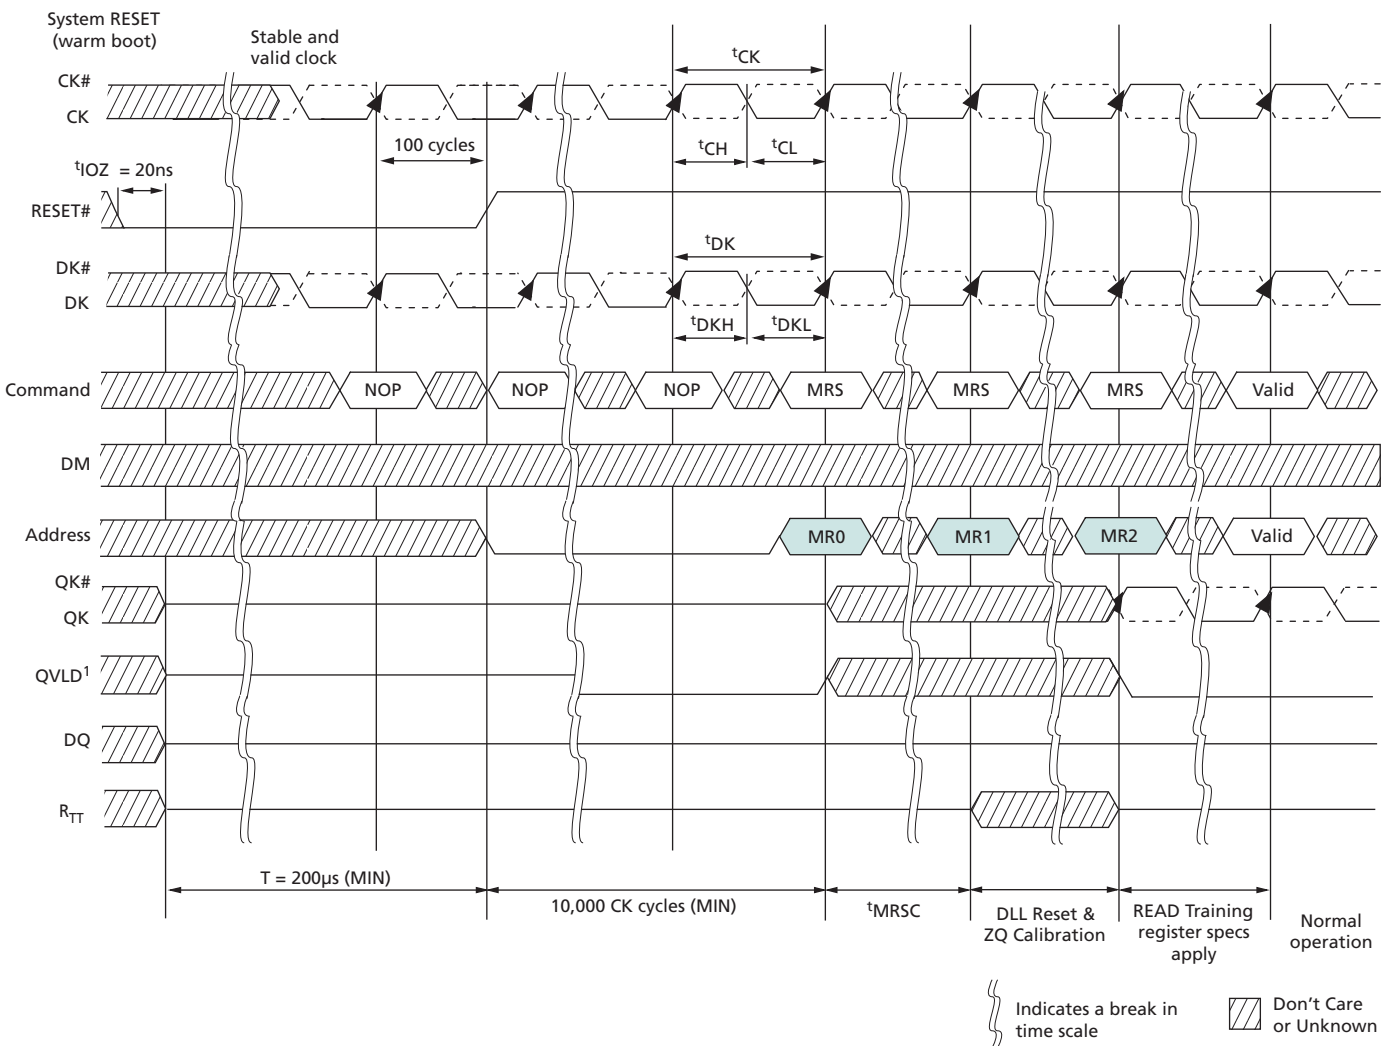 System RESET
(warm boot)
Stable and
valid clock
tCK
CK#
CK
100 cycles
tCH
tCL
tIOZ = 20ns
RESET#
tDK
DK#
DK
tDKH
tDKL
Command
NOP
NOP
NOP
MRS
MRS
MRS
Valid
DM
Address
MR0
MR1
MR2
Valid
QK#
QK
QVLD1
DQ
RTT
T = 200µs (MIN)
10,000 CK cycles (MIN)
tMRSC
DLL Reset &
ZQ Calibration
READ Training
register specs
apply
Normal
operation
Indicates a break in
time scale
Don't Care
or Unknown